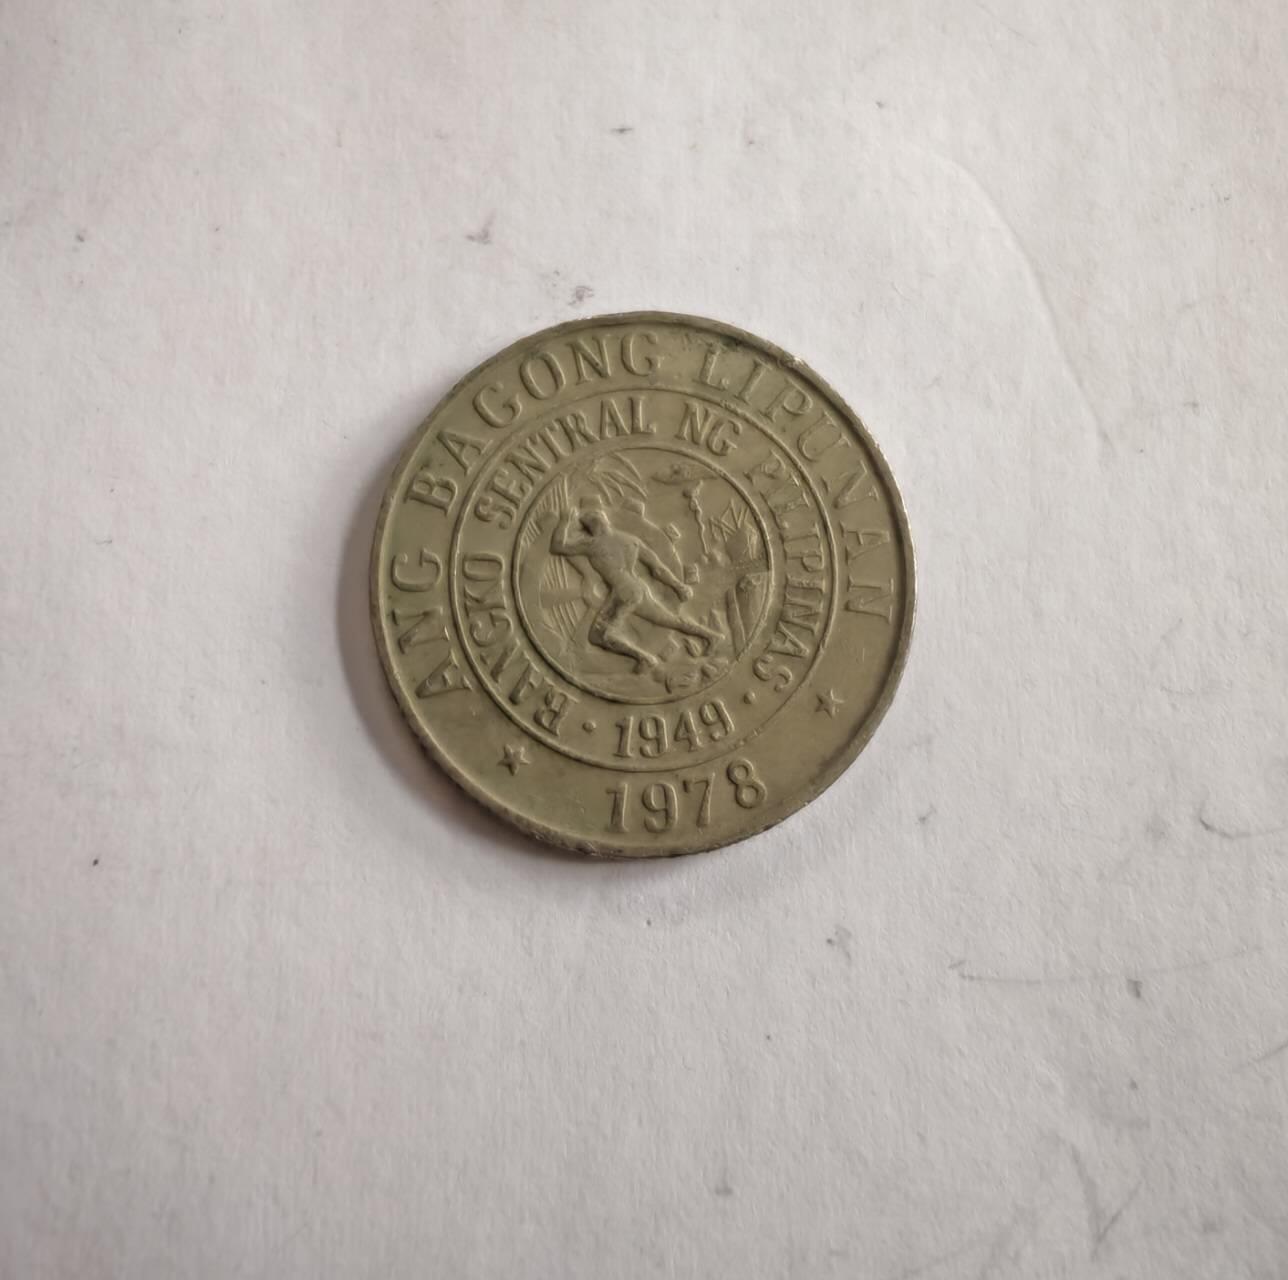 ANG BAGONG LIPUNAN
BANGKO SENTRAL NG PILIPINAS
· 1949 ·
1978